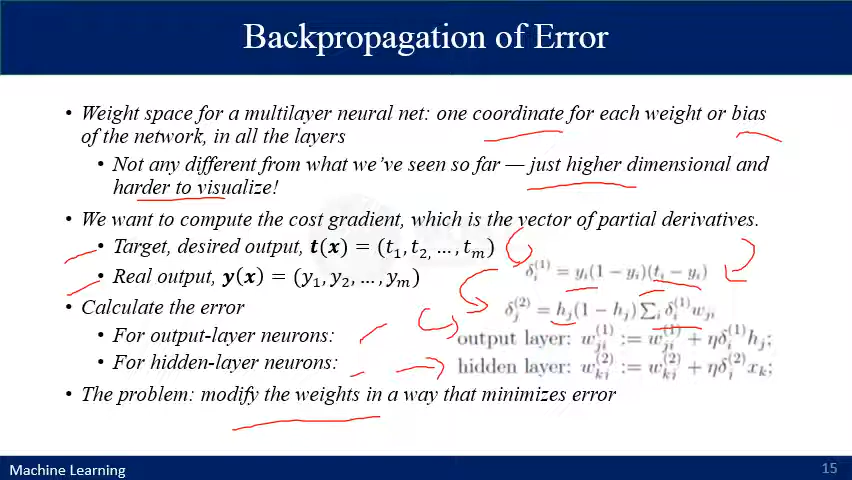 Backpropagation of Error
• Weight space for a multilayer neural net: one coordinate for each weight or bias
of the network, in all the layers
• Not any different from what we've seen so far — just higher dimensional and
harder to visualize!
• We want to compute the cost gradient, which is the vector of partial derivatives.
• Target, desired output, t(x) = (t₁, t₂, …, tₘ)
δᵢ⁽¹⁾ = yᵢ(1 − yᵢ)(tᵢ − yᵢ)
• Real output, y(x) = (y₁, y₂, …, yₘ)
• Calculate the error
δⱼ⁽²⁾ = hⱼ(1 − hⱼ) Σᵢ δᵢ⁽¹⁾ wⱼᵢ
• For output-layer neurons:
output layer: wⱼᵢ⁽¹⁾ := wⱼᵢ⁽¹⁾ + ηδᵢ⁽¹⁾hⱼ;
• For hidden-layer neurons:
hidden layer: wₖᵢ⁽²⁾ := wₖᵢ⁽²⁾ + ηδᵢ⁽²⁾xₖ;
• The problem: modify the weights in a way that minimizes error
Machine Learning
15